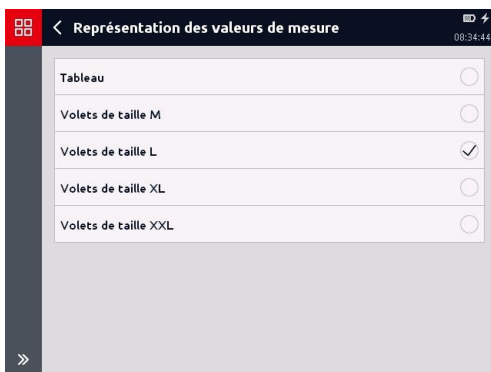 Représentation des valeurs de mesure
08:34:44
Tableau
Volets de taille M
Volets de taille L
Volets de taille XL
Volets de taille XXL